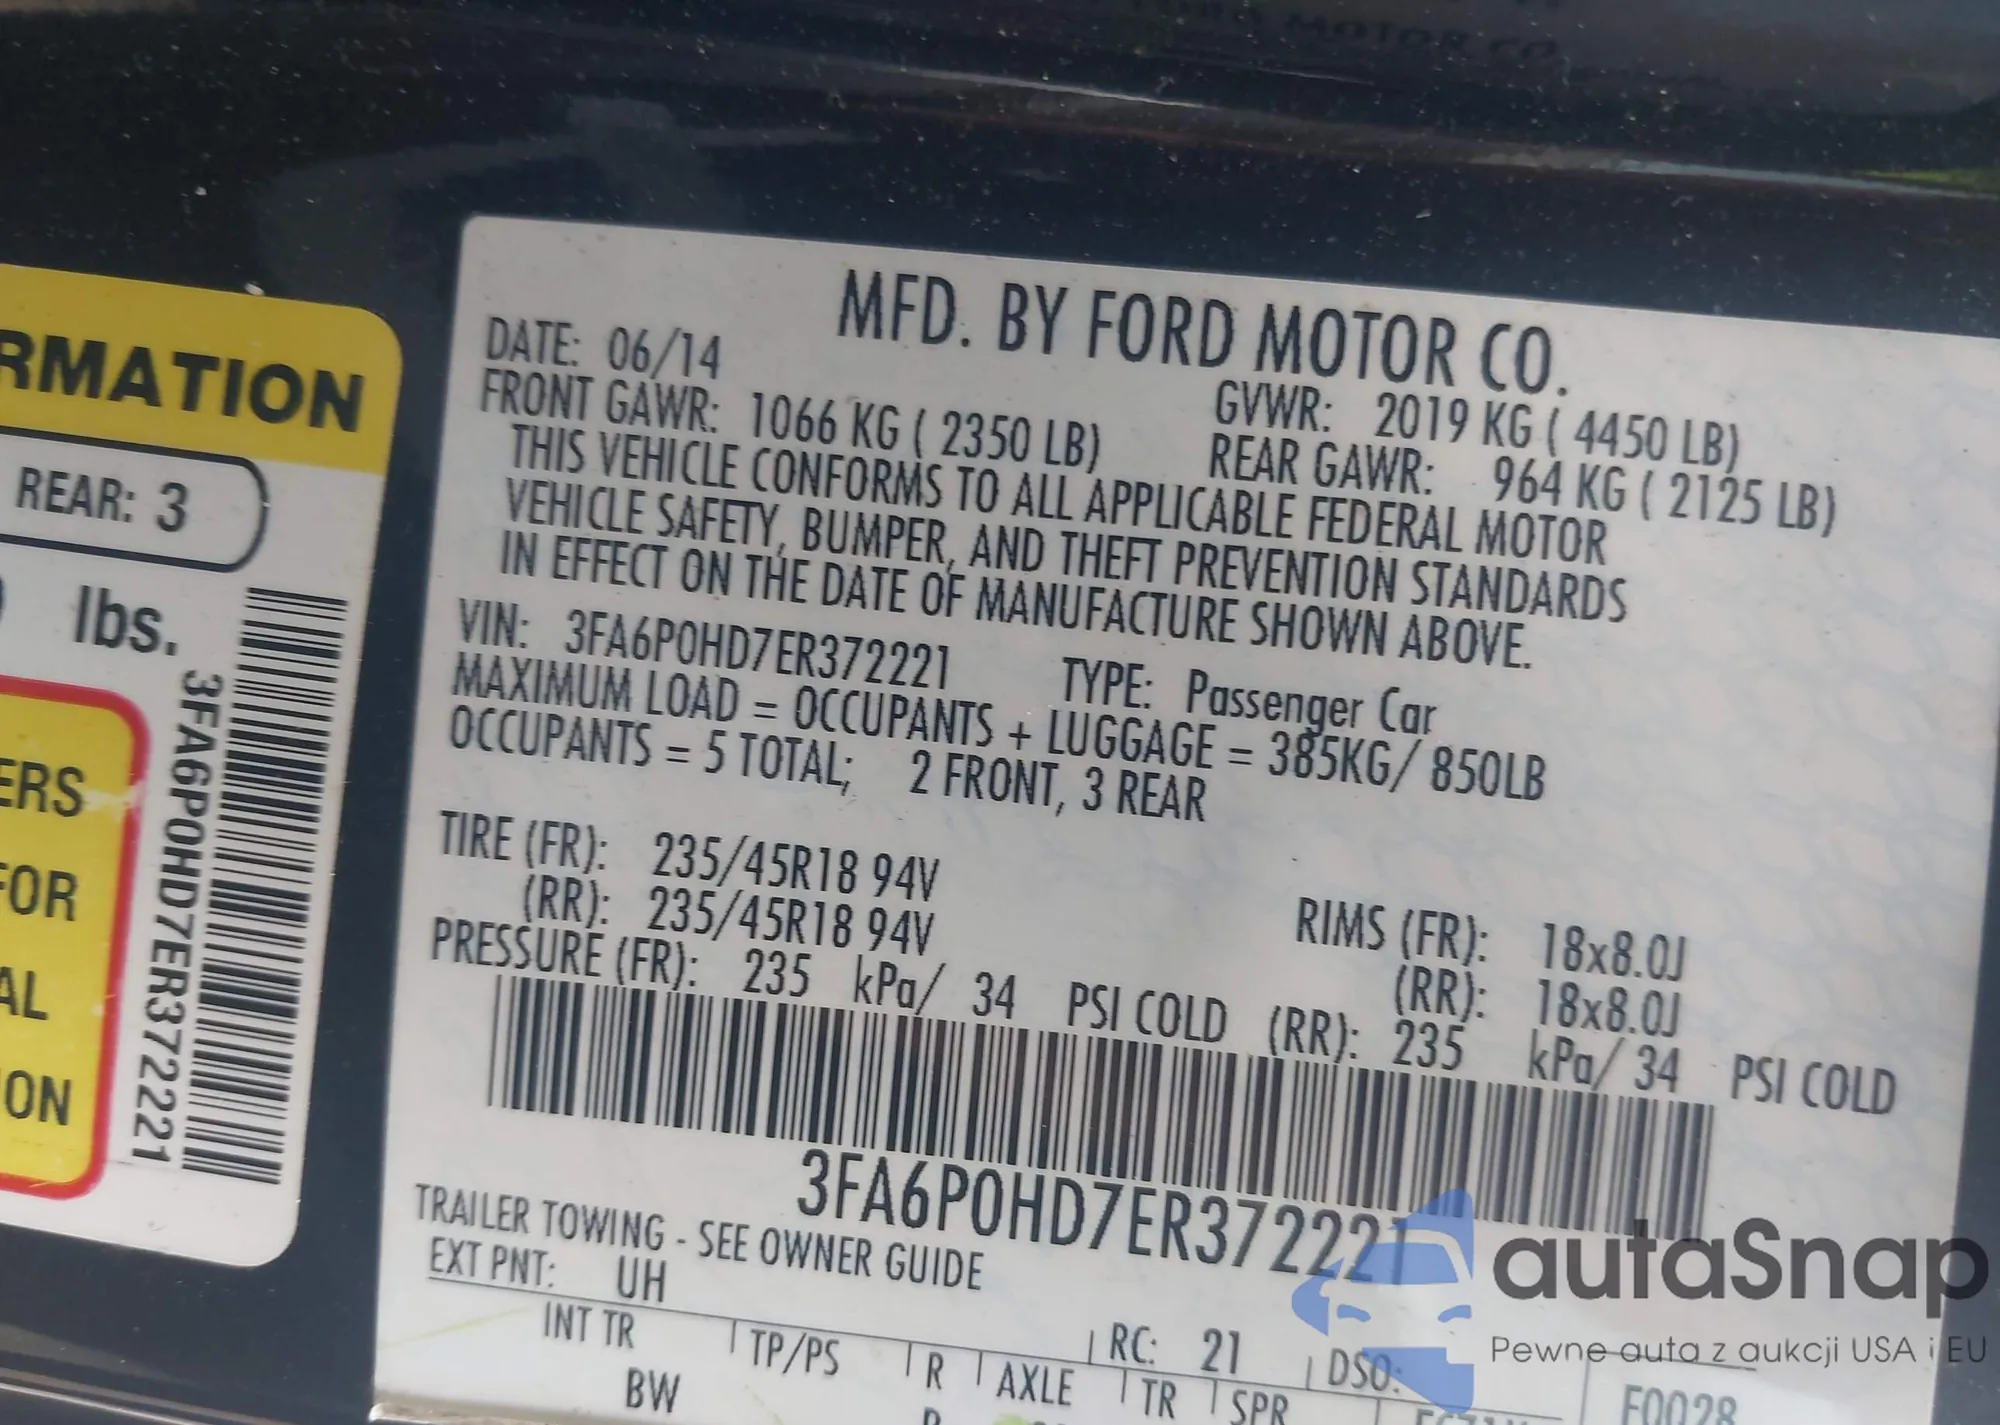 RMATION
REAR: 3
lbs.
3FA6P0HD7ER372221
ERS
FOR
AL
ION
MFD. BY FORD MOTOR CO.
DATE: 06/14 GVWR: 2019 KG ( 4450 LB)
FRONT GAWR: 1066 KG ( 2350 LB) REAR GAWR: 964 KG ( 2125 LB)
THIS VEHICLE CONFORMS TO ALL APPLICABLE FEDERAL MOTOR
VEHICLE SAFETY, BUMPER, AND THEFT PREVENTION STANDARDS
IN EFFECT ON THE DATE OF MANUFACTURE SHOWN ABOVE.
VIN: 3FA6P0HD7ER372221 TYPE: Passenger Car
MAXIMUM LOAD = OCCUPANTS + LUGGAGE = 385KG/ 850LB
OCCUPANTS = 5 TOTAL; 2 FRONT, 3 REAR
TIRE (FR): 235/45R18 94V RIMS (FR): 18x8.0J
(RR): 235/45R18 94V (RR): 18x8.0J
PRESSURE (FR): 235 kPa/ 34 PSI COLD (RR): 235 kPa/ 34 PSI COLD
3FA6P0HD7ER372221
TRAILER TOWING - SEE OWNER GUIDE
EXT PNT: UH RC: 21 DSO:
INT TR TP/PS R AXLE TR SPR
BW
F0028
autaSnap
Pewne auta z aukcji USA i EU